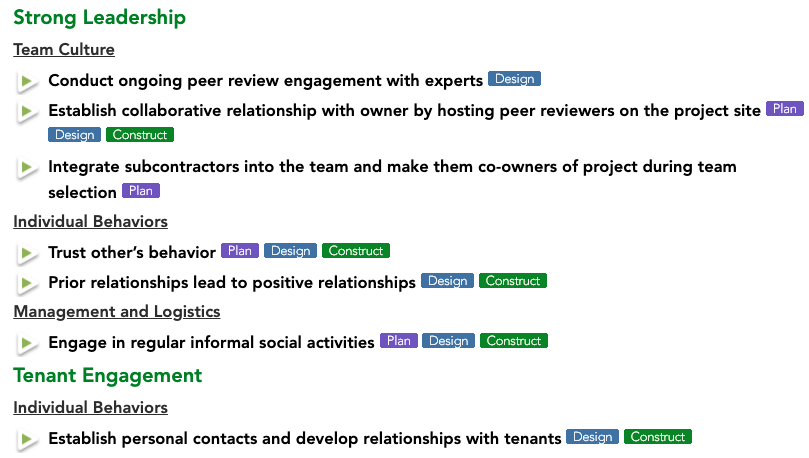 Strong Leadership
Team Culture
Conduct ongoing peer review engagement with experts Design
Establish collaborative relationship with owner by hosting peer reviewers on the project site Plan
Design Construct
Integrate subcontractors into the team and make them co-owners of project during team
selection Plan
Individual Behaviors
Trust other's behavior Plan Design Construct
Prior relationships lead to positive relationships Design Construct
Management and Logistics
Engage in regular informal social activities Plan Design Construct
Tenant Engagement
Individual Behaviors
Establish personal contacts and develop relationships with tenants Design Construct